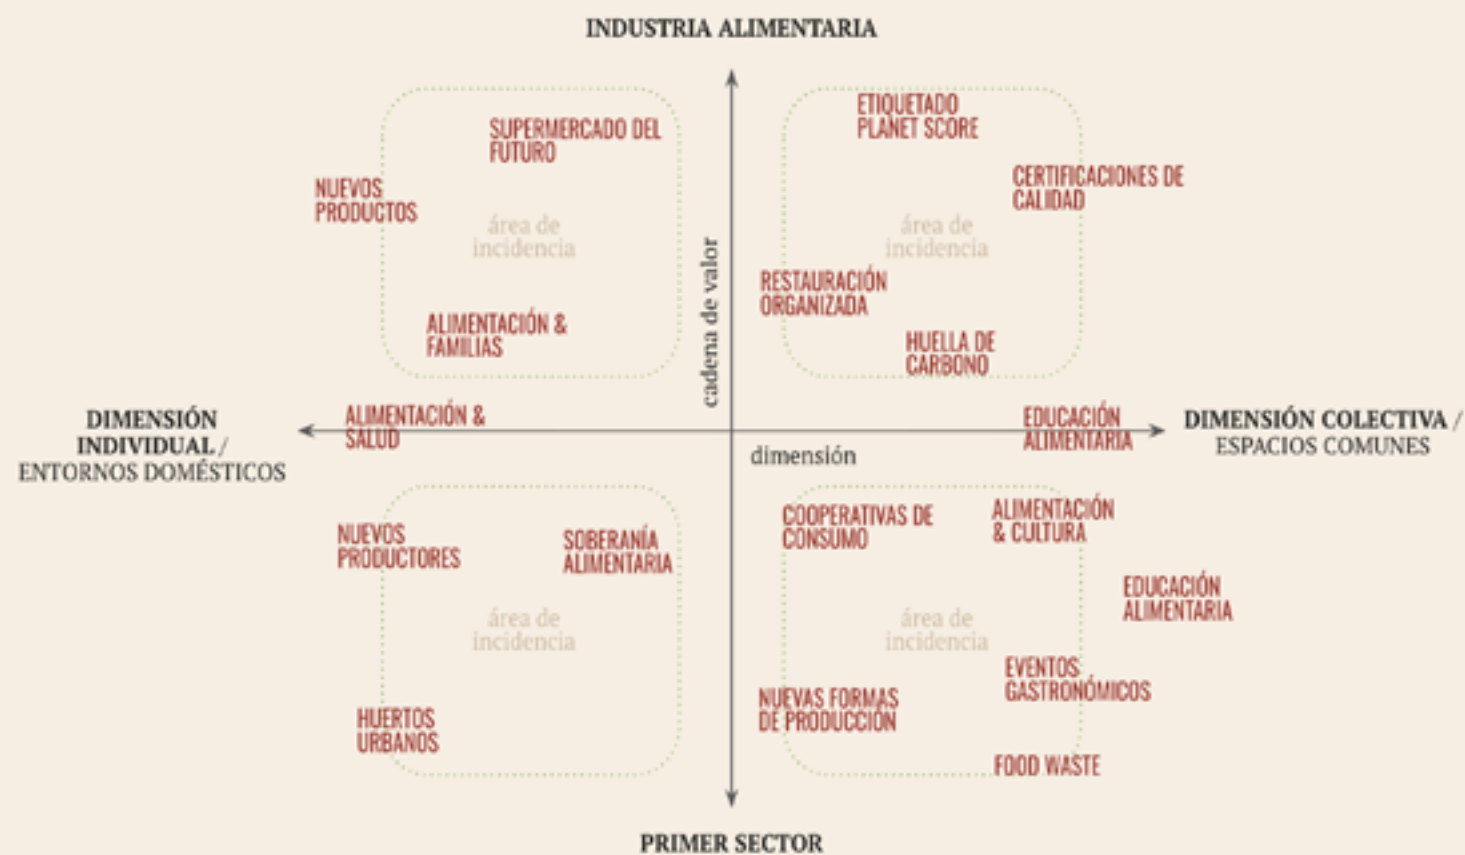 INDUSTRIA ALIMENTARIA
SUPERMERCADO DEL
FUTURO
NUEVOS
PRODUCTOS
área de
incidencia
ALIMENTACIÓN &
FAMILIAS
ETIQUETADO
PLANET SCORE
CERTIFICACIONES DE
CALIDAD
área de
incidencia
RESTAURACIÓN
ORGANIZADA
HUELLA DE
CARBONO
cadena de valor
DIMENSIÓN
INDIVIDUAL /
ENTORNOS DOMÉSTICOS
ALIMENTACIÓN &
SALUD
dimensión
EDUCACIÓN
ALIMENTARIA
DIMENSIÓN COLECTIVA /
ESPACIOS COMUNES
NUEVOS
PRODUCTORES
SOBERANÍA
ALIMENTARIA
área de
incidencia
HUERTOS
URBANOS
COOPERATIVAS DE
CONSUMO
ALIMENTACIÓN
& CULTURA
EDUCACIÓN
ALIMENTARIA
área de
incidencia
EVENTOS
GASTRONÓMICOS
NUEVAS FORMAS
DE PRODUCCIÓN
FOOD WASTE
PRIMER SECTOR